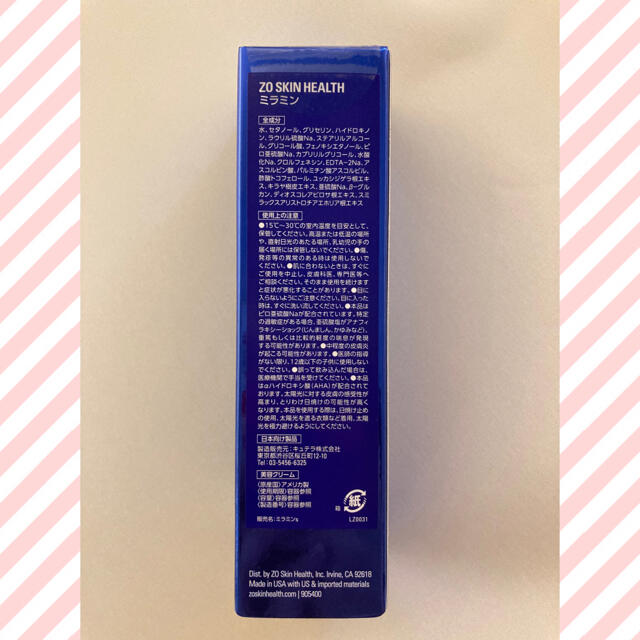 ZO SKIN HEALTH
ミラミン
全成分
水、セタノール、グリセリン、ハイドロキノ
ン、ラウリル硫酸Na、ステアリルアルコー
ル、グリコール酸、フェノキシエタノール、ピ
ロ亜硫酸Na、カプリリルグリコール、水酸
化Na、クロルフェネシン、EDTA-2Na、ア
スコルビン酸、パルミチン酸アスコルビル、
酢酸トコフェロール、ユッカシジゲラ根エキ
ス、キラヤ樹皮エキス、亜硫酸Na、β-グル
カン、ディオスコレアビロサ根エキス、スミ
ラックスアリストロチアエホリア根エキス
使用上の注意
●15℃～30℃の室内温度を目安として、
保管してください。高温または低温の場所
や、直射日光のあたる場所、乳幼児の手の
届く場所には保管しないでください。●傷、
発疹等の異常のある時は使用しないで
ください。●肌に合わないときは、すぐに
ご使用を中止し、皮膚科医、専門医等へ
ご相談ください。そのまま使用を続けます
と症状が悪化することがあります。●目に
入らないようにご注意ください。目に入った
時は、すぐに洗い流してください。●本品は
ピロ亜硫酸Naが配合されています。特定
の過敏症がある場合、亜硫酸塩がアナフィ
ラキシーショック(じんましん、かゆみなど)、
重篤もしくは比較的軽度の喘息が発現
する可能性があります。●中程度の皮膚炎
が起こる可能性があります。●医師の指導
がない限り、12歳以下の子供に使用しない
でください。●誤って飲み込んだ場合は、
医療機関で手当を受けてください。●本品
はαハイドロキシ酸(AHA)が配合されて
おります。太陽光に対する皮膚の感受性が
高まり、とりわけ日焼けの可能性が高く
なります。本品を使用する際は、日焼け止め
の使用、太陽光を遮る衣類など着用、太陽
光を極力避けるようにしてください。
日本向け製品
製造販売元：キュテラ株式会社
東京都渋谷区桜丘町12-10
Tel：03-5456-6325
美容クリーム
〈原産国〉アメリカ製
〈使用期限〉容器参照
〈容量〉容器参照
〈製造番号〉容器参照
紙
箱
販売名：ミラミンs
LZ0031
Dist. by ZO Skin Health, Inc. Irvine, CA 92618
Made in USA with US & imported materials
zoskinhealth.com | 905400